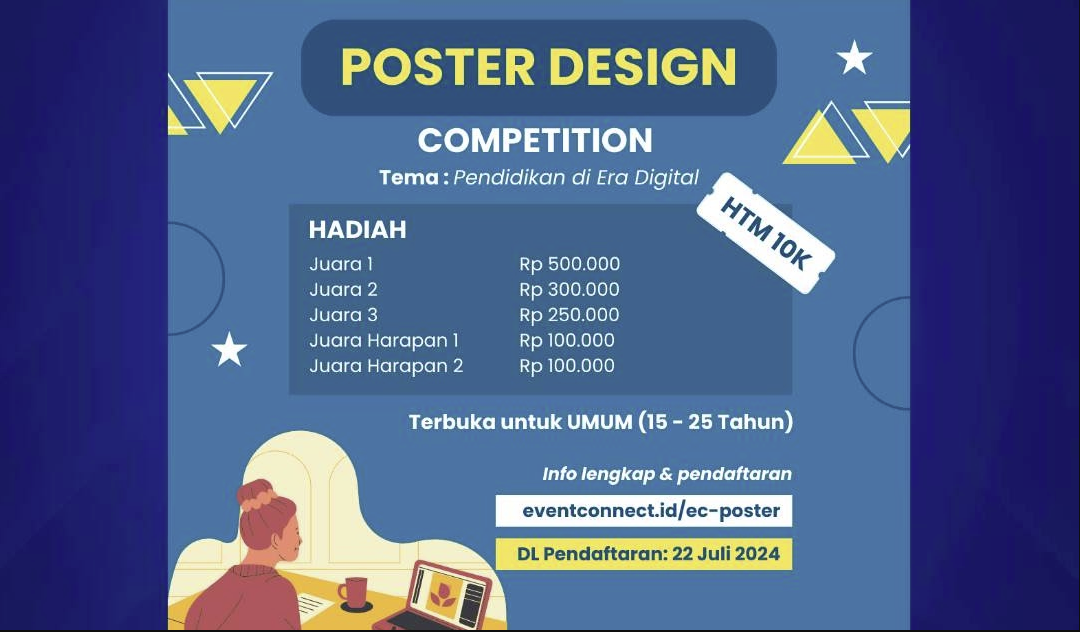 POSTER DESIGN
COMPETITION
Tema : Pendidikan di Era Digital
HTM 10K
HADIAH
Juara 1 Rp 500.000
Juara 2 Rp 300.000
Juara 3 Rp 250.000
Juara Harapan 1 Rp 100.000
Juara Harapan 2 Rp 100.000
Terbuka untuk UMUM (15 - 25 Tahun)
Info lengkap & pendaftaran
eventconnect.id/ec-poster
DL Pendaftaran: 22 Juli 2024